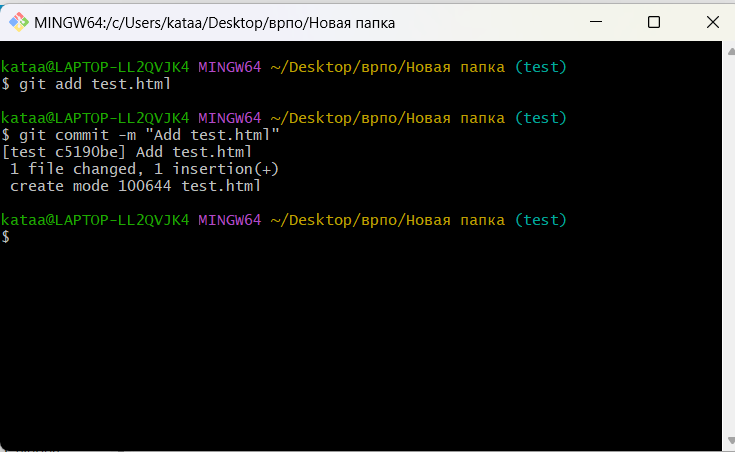 MINGW64:/c/Users/kataa/Desktop/врпо/Новая папка
kataa@LAPTOP-LL2QVJK4 MINGW64 ~/Desktop/врпо/Новая папка (test)
$ git add test.html
kataa@LAPTOP-LL2QVJK4 MINGW64 ~/Desktop/врпо/Новая папка (test)
$ git commit -m "Add test.html"
[test c5190be] Add test.html
 1 file changed, 1 insertion(+)
 create mode 100644 test.html
kataa@LAPTOP-LL2QVJK4 MINGW64 ~/Desktop/врпо/Новая папка (test)
$